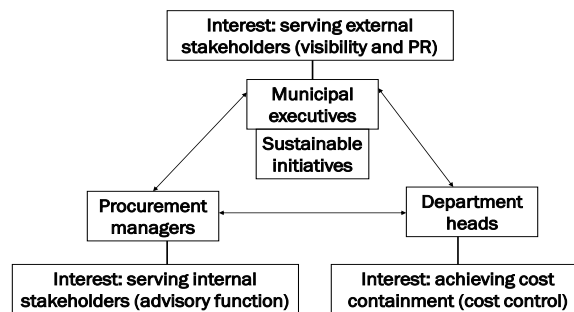 Interest: serving external
stakeholders (visibility and PR)
Municipal
executives
Sustainable
initiatives
Procurement
managers
Department
heads
Interest: serving internal
stakeholders (advisory function)
Interest: achieving cost
containment (cost control)